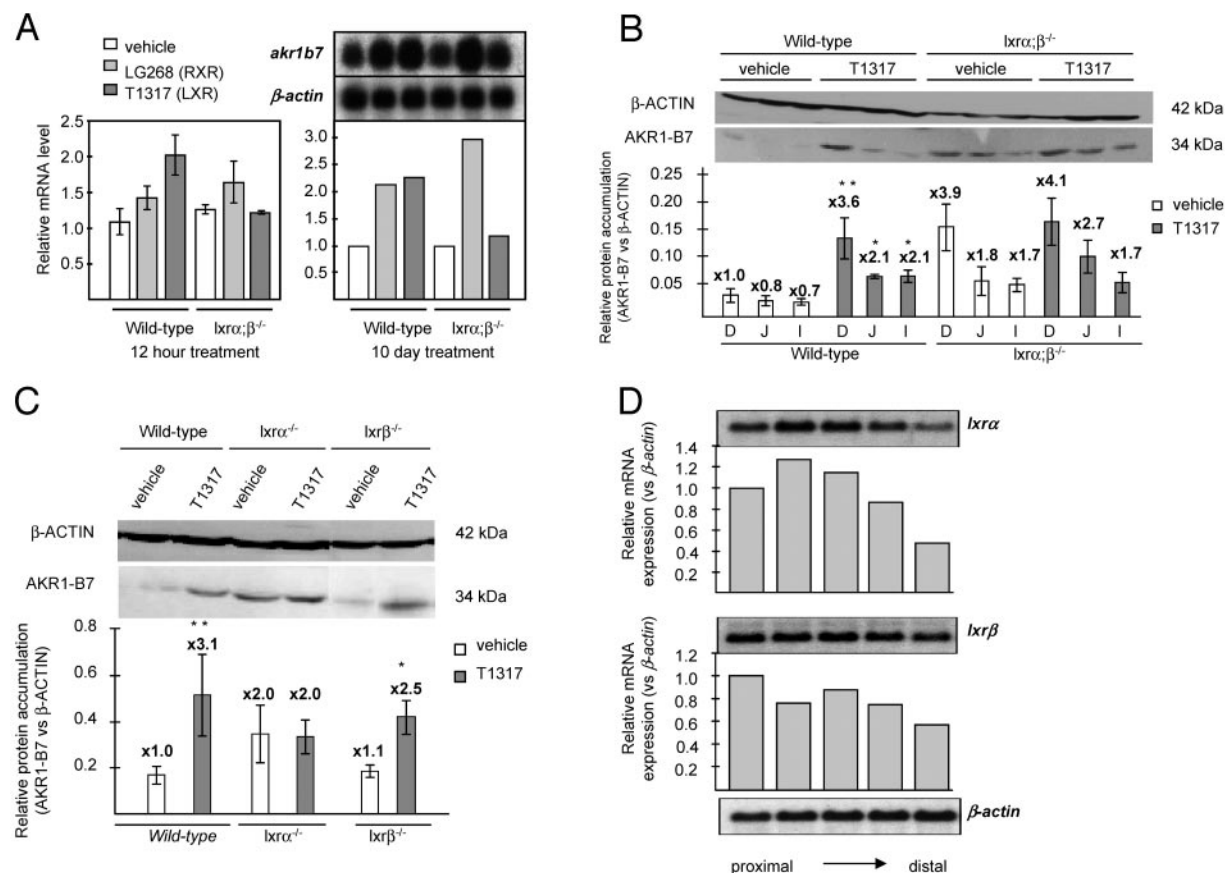 A
vehicle
LG268 (RXR)
T1317 (LXR)
akr1b7
β-actin
Relative mRNA level
2.5
2.0
1.5
1.0
0.5
3.0
2.5
2.0
1.5
1.0
0.5
Wild-type lxrα;β-/-
12 hour treatment
Wild-type lxrα;β-/-
10 day treatment
B
Wild-type lxrα;β-/-
vehicle T1317 vehicle T1317
β-ACTIN 42 kDa
AKR1-B7 34 kDa
Relative protein accumulation
(AKR1-B7 vs β-ACTIN)
0.25
0.20
0.15
0.10
0.05
x1.0 x0.8 x0.7 ** x3.6 * x2.1 * x2.1 x3.9 x1.8 x1.7 x4.1 x2.7 x1.7
vehicle
T1317
D J I D J I D J I D J I
Wild-type lxrα;β-/-
C
Wild-type lxrα-/- lxrβ-/-
vehicle T1317 vehicle T1317 vehicle T1317
β-ACTIN 42 kDa
AKR1-B7 34 kDa
Relative protein accumulation
(AKR1-B7 vs β-ACTIN)
0.8
0.6
0.4
0.2
x1.0 ** x3.1 x2.0 x2.0 x1.1 * x2.5
vehicle
T1317
Wild-type lxrα-/- lxrβ-/-
D
lxrα
Relative mRNA
expression (vs β-actin)
1.4
1.2
1.0
0.8
0.6
0.4
0.2
lxrβ
Relative mRNA
expression (vs β-actin)
1.2
1.0
0.8
0.6
0.4
0.2
β-actin
proximal → distal